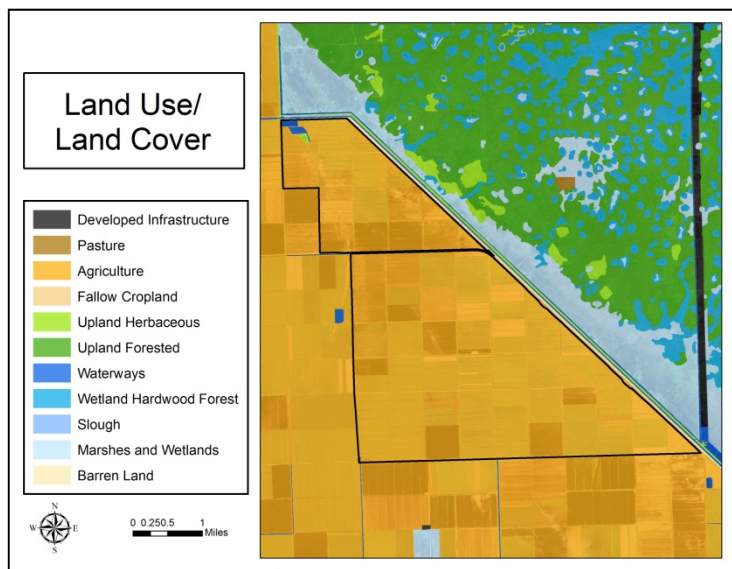 Land Use/
Land Cover
Developed Infrastructure
Pasture
Agriculture
Fallow Cropland
Upland Herbaceous
Upland Forested
Waterways
Wetland Hardwood Forest
Slough
Marshes and Wetlands
Barren Land
N
W E
S
0 0.250.5 1
Miles